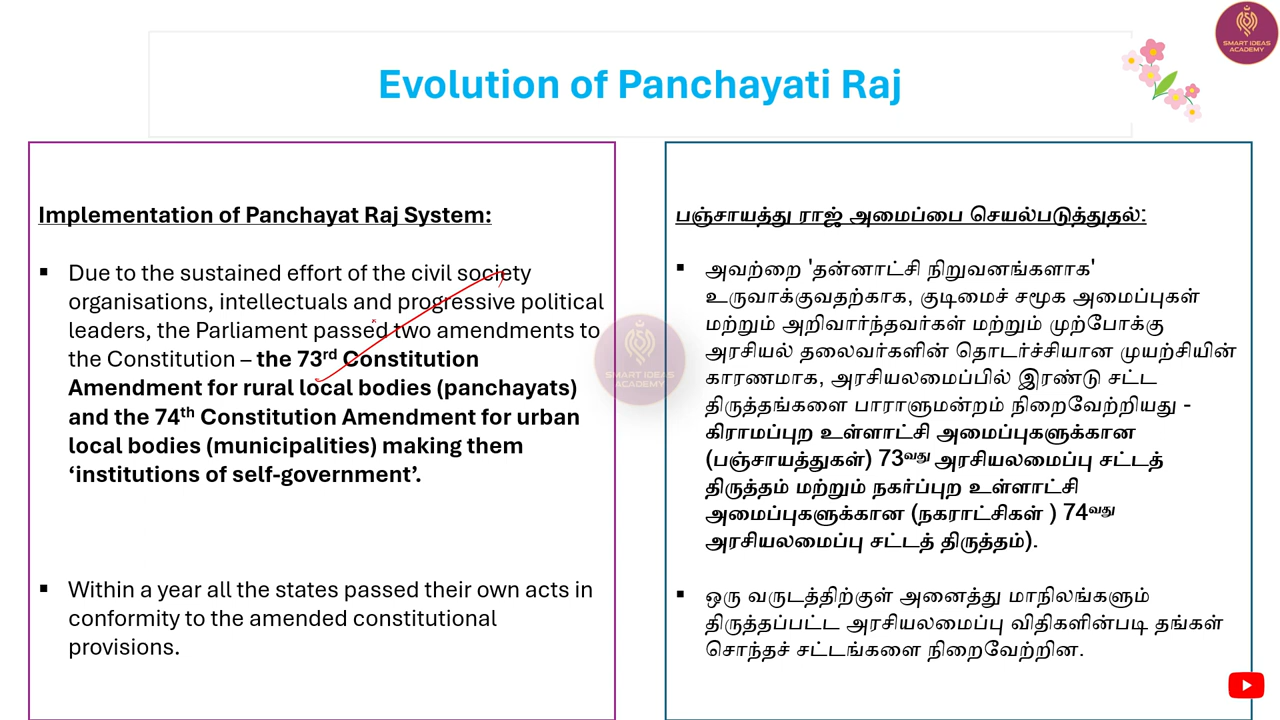 SMART IDEAS
ACADEMY
Evolution of Panchayati Raj
Implementation of Panchayat Raj System:
▪ Due to the sustained effort of the civil society
organisations, intellectuals and progressive political
leaders, the Parliament passed two amendments to
the Constitution – the 73rd Constitution
Amendment for rural local bodies (panchayats)
and the 74th Constitution Amendment for urban
local bodies (municipalities) making them
‘institutions of self-government’.
▪ Within a year all the states passed their own acts in
conformity to the amended constitutional
provisions.
SMART IDEAS
ACADEMY
பஞ்சாயத்து ராஜ் அமைப்பை செயல்படுத்துதல்:
▪ அவற்றை 'தன்னாட்சி நிறுவனங்களாக'
உருவாக்குவதற்காக, குடிமைச் சமூக அமைப்புகள்
மற்றும் அறிவார்ந்தவர்கள் மற்றும் முற்போக்கு
அரசியல் தலைவர்களின் தொடர்ச்சியான முயற்சியின்
காரணமாக, அரசியலமைப்பில் இரண்டு சட்ட
திருத்தங்களை பாராளுமன்றம் நிறைவேற்றியது -
கிராமப்புற உள்ளாட்சி அமைப்புகளுக்கான
(பஞ்சாயத்துகள்) 73வது அரசியலமைப்பு சட்டத்
திருத்தம் மற்றும் நகர்ப்புற உள்ளாட்சி
அமைப்புகளுக்கான (நகராட்சிகள் ) 74வது
அரசியலமைப்பு சட்டத் திருத்தம்).
▪ ஒரு வருடத்திற்குள் அனைத்து மாநிலங்களும்
திருத்தப்பட்ட அரசியலமைப்பு விதிகளின்படி தங்கள்
சொந்தச் சட்டங்களை நிறைவேற்றின.